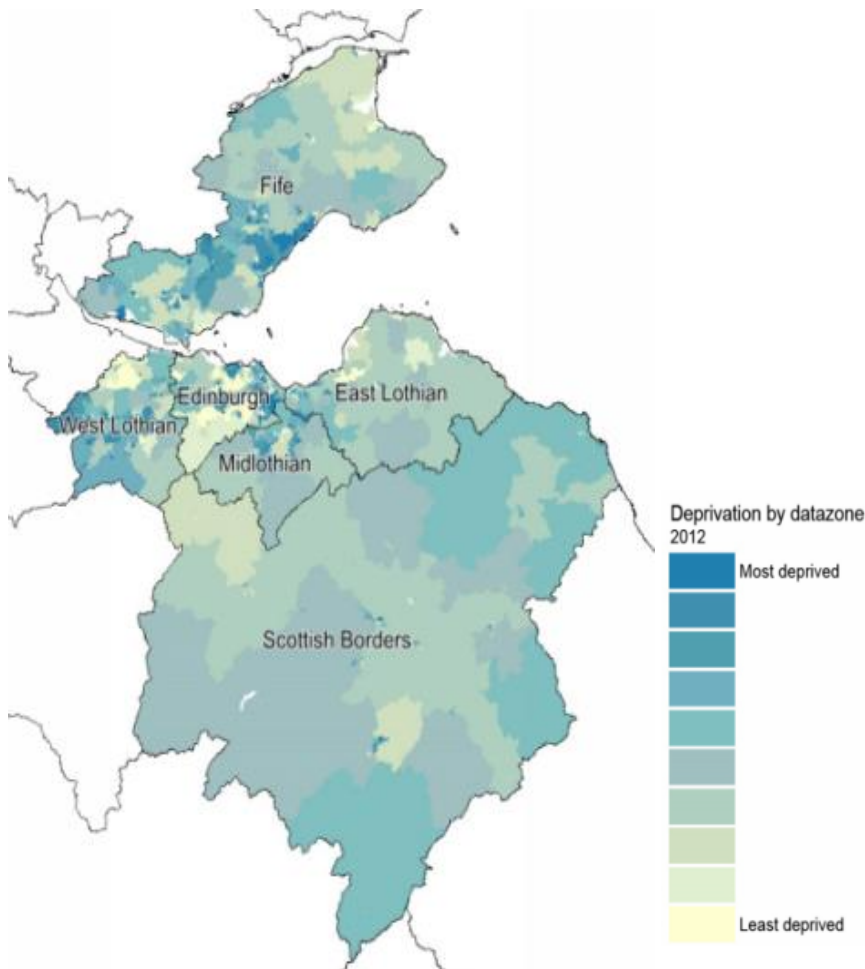 Fife
East Lothian
Edinburgh
West Lothian
Midlothian
Scottish Borders
Deprivation by datazone
2012
Most deprived
Least deprived